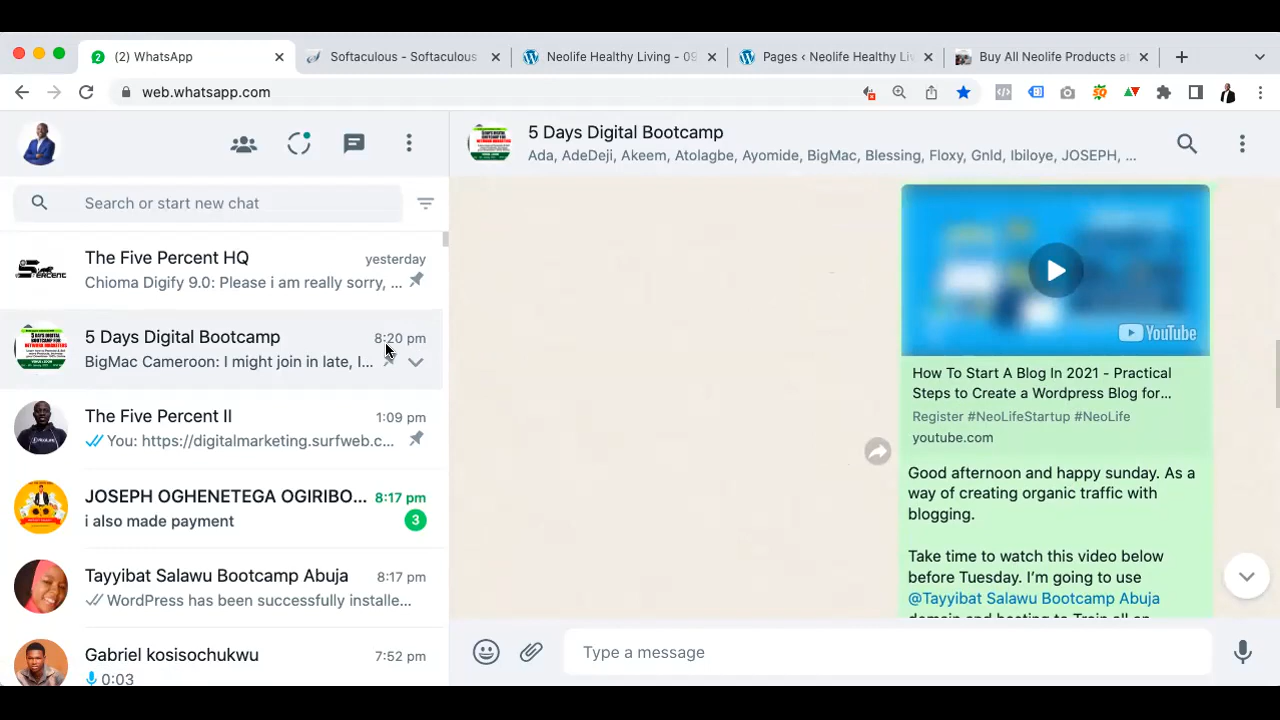 2
(2) WhatsApp
Softaculous - Softaculous
Neolife Healthy Living - 09
Pages ‹ Neolife Healthy Liv
Buy All Neolife Products at
web.whatsapp.com
5 Days Digital Bootcamp
Ada, AdeDeji, Akeem, Atolagbe, Ayomide, BigMac, Blessing, Floxy, Gnld, Ibiloye, JOSEPH, ...
Search or start new chat
The Five Percent HQ
yesterday
Chioma Digify 9.0: Please i am really sorry, ...
5 Days Digital Bootcamp
8:20 pm
BigMac Cameroon: I might join in late, I...
The Five Percent II
1:09 pm
You: https://digitalmarketing.surfweb.c...
JOSEPH OGHENETEGA OGIRIBO...
8:17 pm
i also made payment
3
Tayyibat Salawu Bootcamp Abuja
8:17 pm
WordPress has been successfully installe...
Gabriel kosisochukwu
7:52 pm
0:03
YouTube
How To Start A Blog In 2021 - Practical
Steps to Create a Wordpress Blog for...
Register #NeoLifeStartup #NeoLife
youtube.com
Good afternoon and happy sunday. As a
way of creating organic traffic with
blogging.
Take time to watch this video below
before Tuesday. I'm going to use
@Tayyibat Salawu Bootcamp Abuja
domain and hosting to Train all on
Type a message